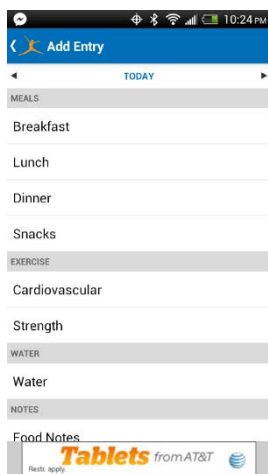 10:24 PM
Add Entry
TODAY
MEALS
Breakfast
Lunch
Dinner
Snacks
EXERCISE
Cardiovascular
Strength
WATER
Water
NOTES
Food Notes
Tablets from AT&T
Restr. apply.